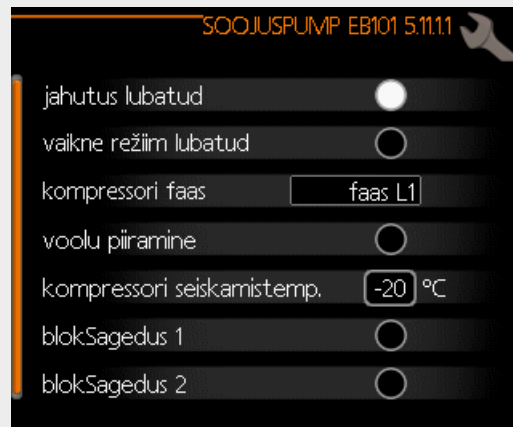 SOOJUSPUMP EB101 5.11.1.1
jahutus lubatud
vaikne režiim lubatud
kompressori faas faas L1
voolu piiramine
kompressori seiskamistemp. -20 °C
blokSagedus 1
blokSagedus 2